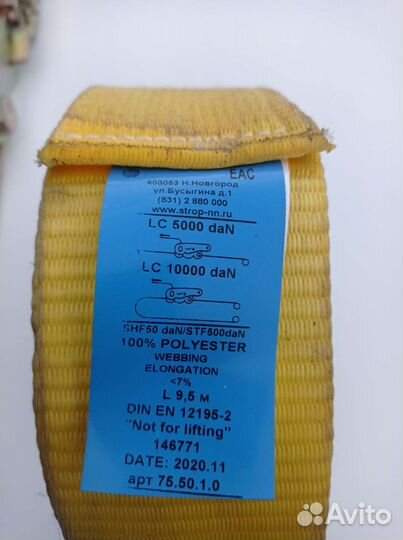 EAC
603053 Н.Новгород
ул.Бусыгина д.1
(831) 2 880 000
www.strop-nn.ru
LC 5000 daN
LC 10000 daN
SHF50 daN/STF500daN
100% POLYESTER
WEBBING
ELONGATION
<7%
L 9,5 м
DIN EN 12195-2
"Not for lifting"
146771
DATE: 2020.11
арт 75.50.1.0
Avito